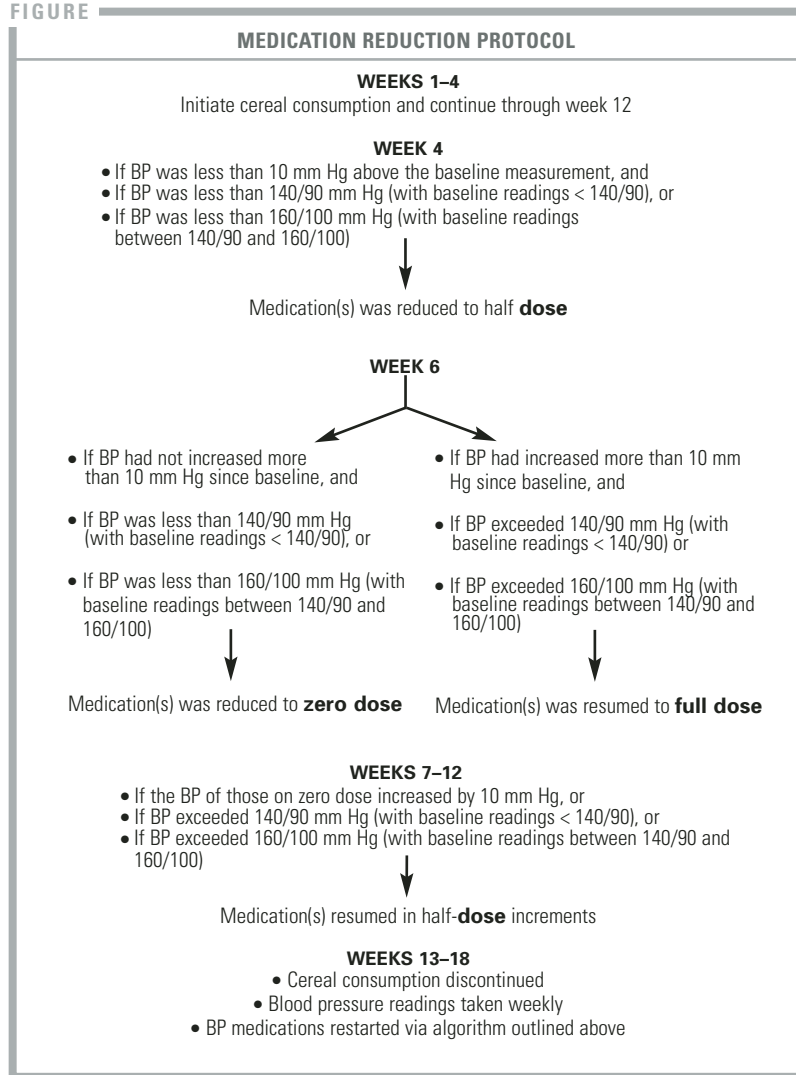 FIGURE
MEDICATION REDUCTION PROTOCOL
WEEKS 1–4
Initiate cereal consumption and continue through week 12
WEEK 4
• If BP was less than 10 mm Hg above the baseline measurement, and
• If BP was less than 140/90 mm Hg (with baseline readings < 140/90), or
• If BP was less than 160/100 mm Hg (with baseline readings
between 140/90 and 160/100)
Medication(s) was reduced to half dose
WEEK 6
• If BP had not increased more
than 10 mm Hg since baseline, and
• If BP was less than 140/90 mm Hg
(with baseline readings < 140/90), or
• If BP was less than 160/100 mm Hg (with
baseline readings between 140/90 and
160/100)
Medication(s) was reduced to zero dose
• If BP had increased more than 10 mm
Hg since baseline, and
• If BP exceeded 140/90 mm Hg (with
baseline readings < 140/90) or
• If BP exceeded 160/100 mm Hg (with
baseline readings between 140/90 and
160/100)
Medication(s) was resumed to full dose
WEEKS 7–12
• If the BP of those on zero dose increased by 10 mm Hg, or
• If BP exceeded 140/90 mm Hg (with baseline readings < 140/90), or
• If BP exceeded 160/100 mm Hg (with baseline readings between 140/90 and
160/100)
Medication(s) resumed in half-dose increments
WEEKS 13–18
• Cereal consumption discontinued
• Blood pressure readings taken weekly
• BP medications restarted via algorithm outlined above